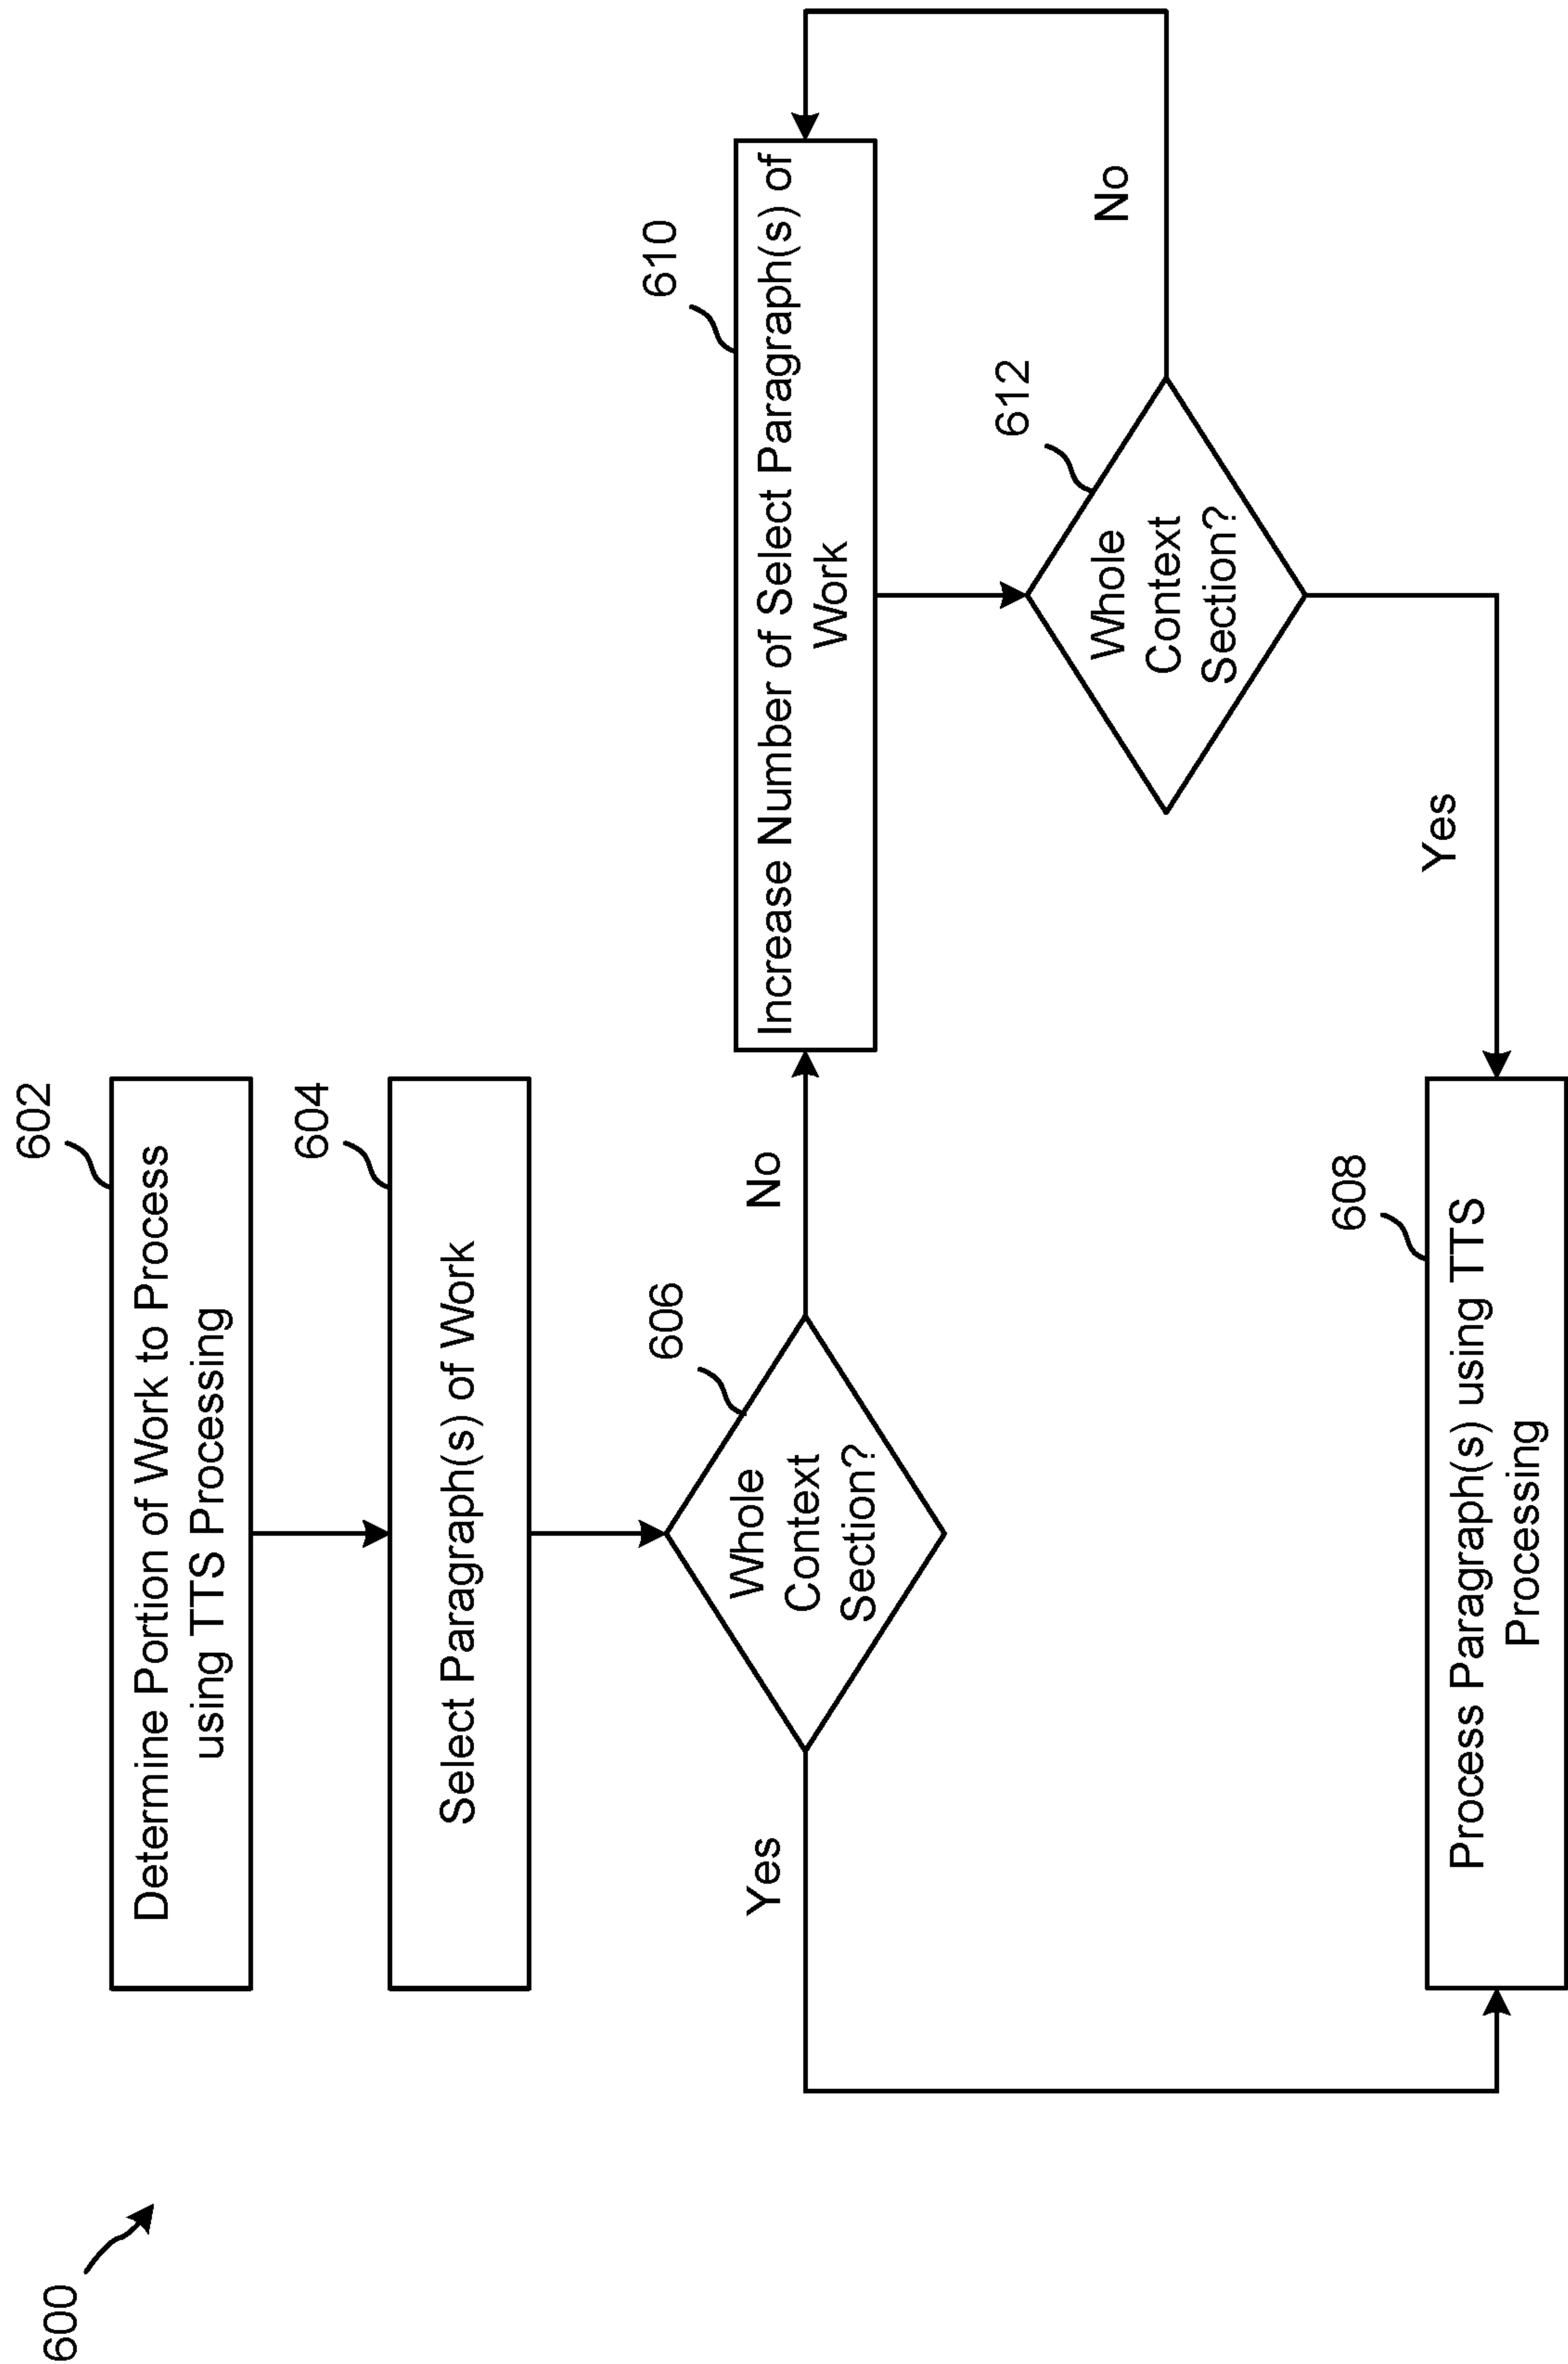 600
602
Determine Portion of Work to Process
using TTS Processing
604
Select Paragraph(s) of Work
606
Whole
Context
Section?
Yes
No
610
Increase Number of Select Paragraph(s) of
Work
612
Whole
Context
Section?
No
Yes
608
Process Paragraph(s) using TTS
Processing